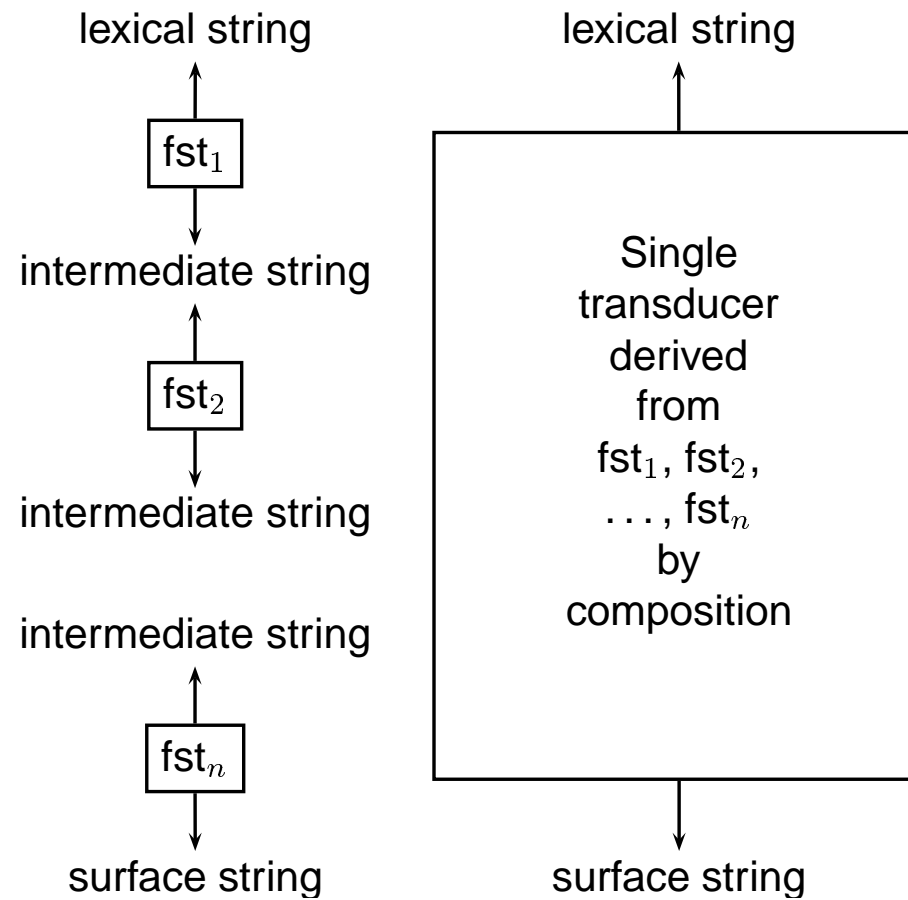 lexical string
fst₁
intermediate string
fst₂
intermediate string
intermediate string
fstₙ
surface string
lexical string
Single
transducer
derived
from
fst₁, fst₂,
. . . , fstₙ
by
composition
surface string